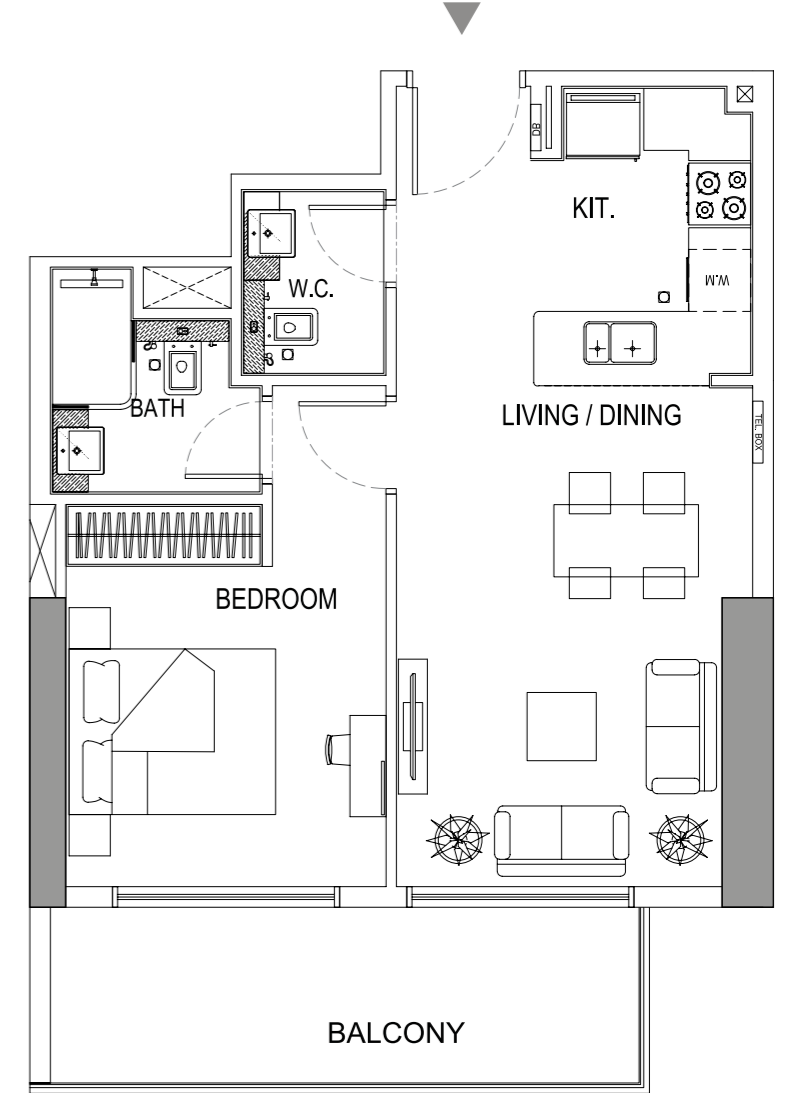 DB
KIT.
W.M
W.C.
BATH
LIVING / DINING
TEL. BOX
BEDROOM
BALCONY